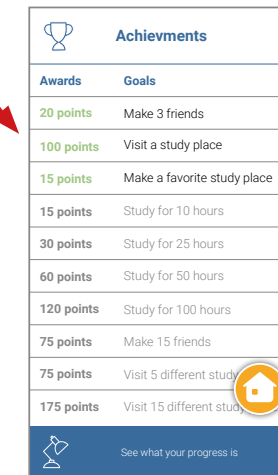 Achievments
Awards Goals
20 points Make 3 friends
100 points Visit a study place
15 points Make a favorite study place
15 points Study for 10 hours
30 points Study for 25 hours
60 points Study for 50 hours
120 points Study for 100 hours
75 points Make 15 friends
75 points Visit 5 different study
175 points Visit 15 different study
See what your progress is